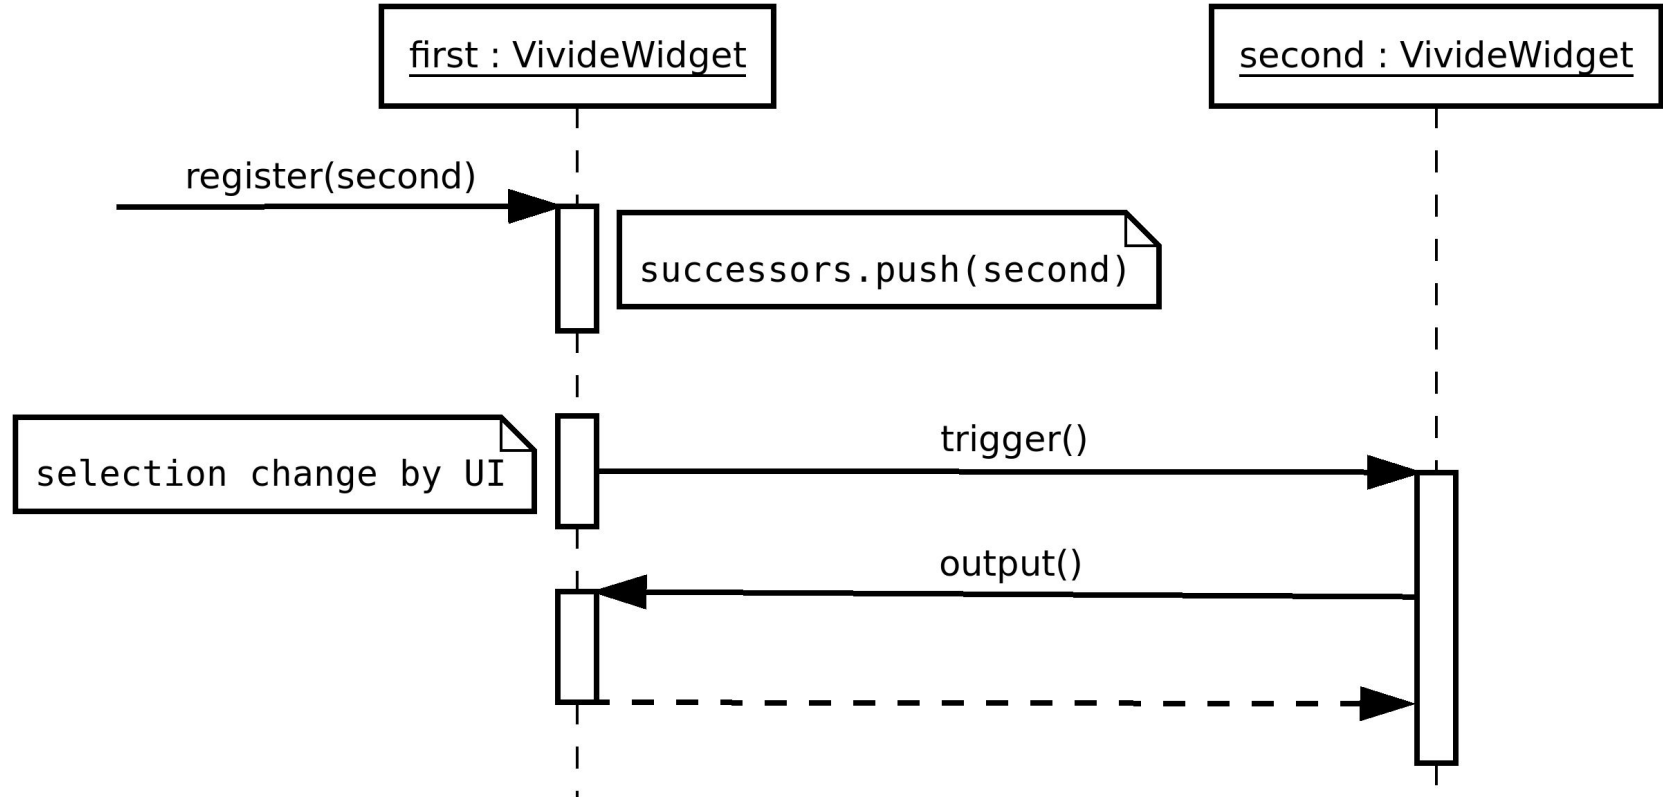 first : VivideWidget
second : VivideWidget
register(second)
successors.push(second)
trigger()
selection change by UI
output()